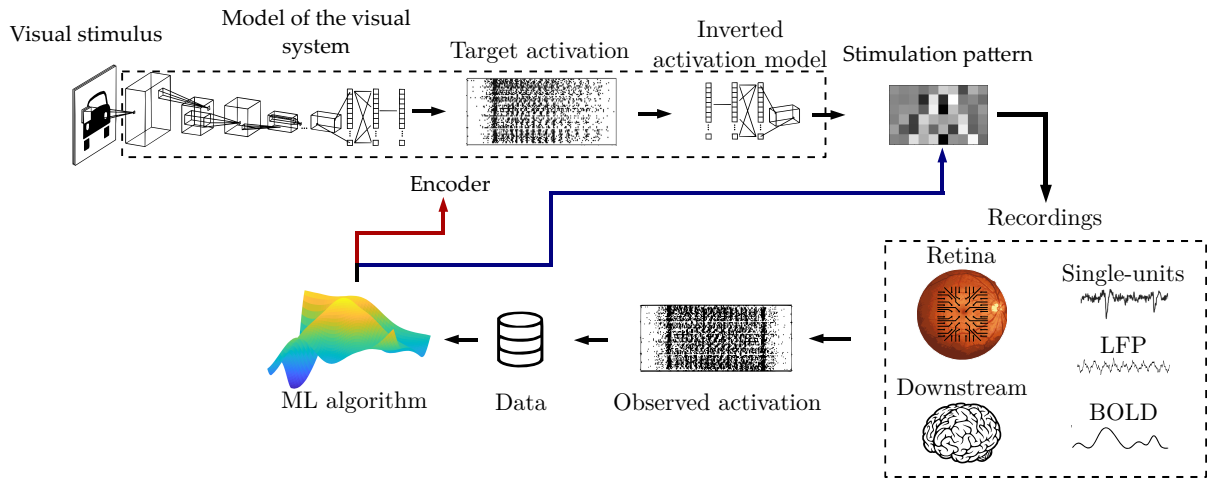 Visual stimulus
Model of the visual
system
Target activation
Inverted
activation model
Stimulation pattern
Encoder
Recordings
Retina
Single-units
LFP
Downstream
BOLD
ML algorithm
Data
Observed activation